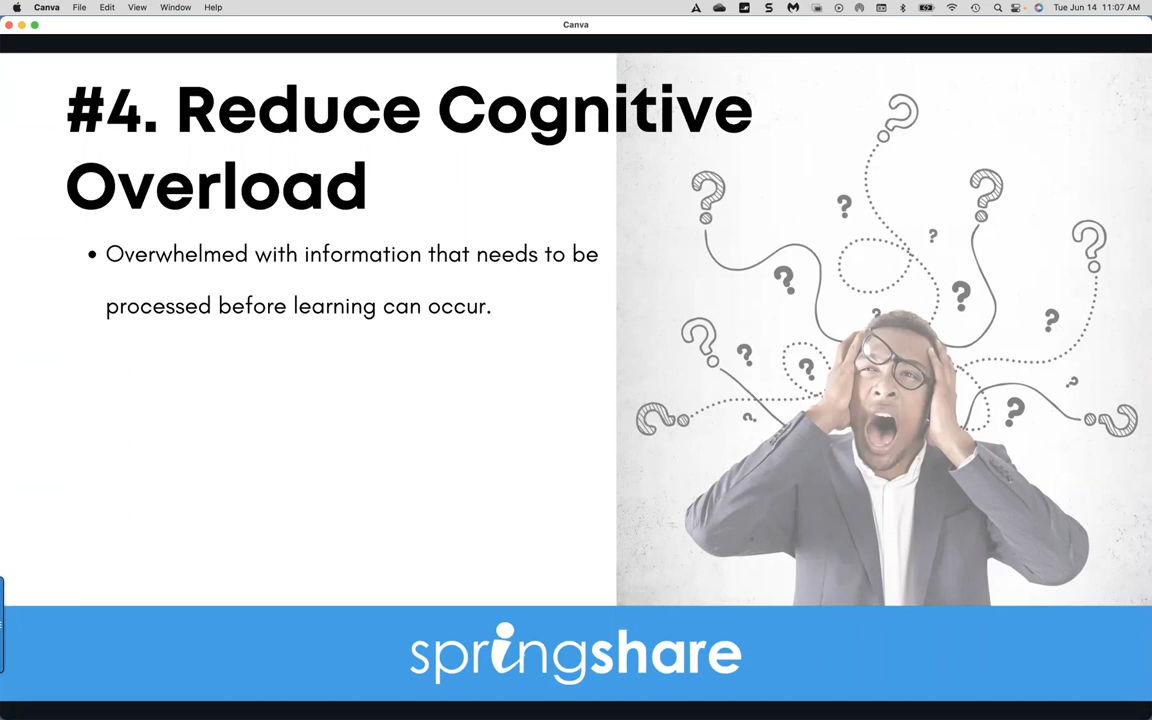 Canva File Edit View Window Help Tue Jun 14 11:07 AM
Canva
#4. Reduce Cognitive
Overload
• Overwhelmed with information that needs to be
processed before learning can occur.
springshare